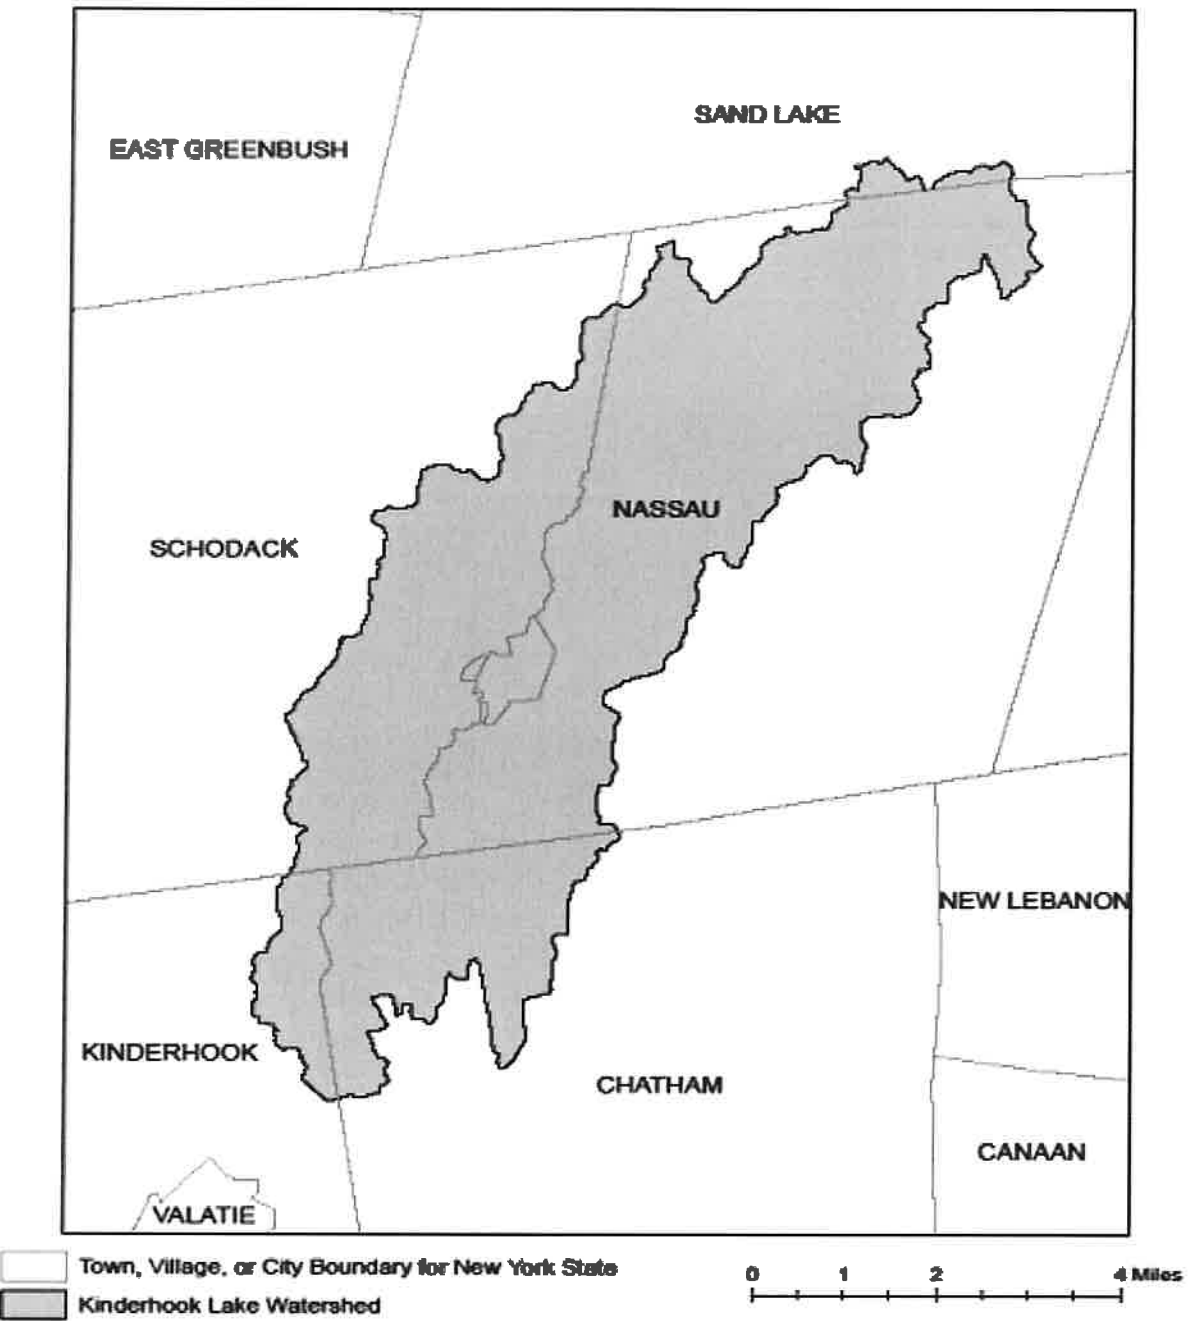 SAND LAKE
EAST GREENBUSH
NASSAU
SCHODACK
NEW LEBANON
KINDERHOOK
CHATHAM
CANAAN
VALATIE
Town, Village, or City Boundary for New York State
Kinderhook Lake Watershed
0 1 2 4 Miles